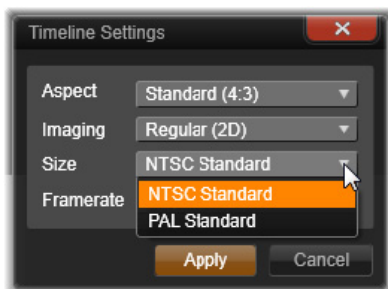 Timeline Settings
Aspect Standard (4:3)
Imaging Regular (2D)
Size NTSC Standard
Framerate NTSC Standard
PAL Standard
Apply Cancel